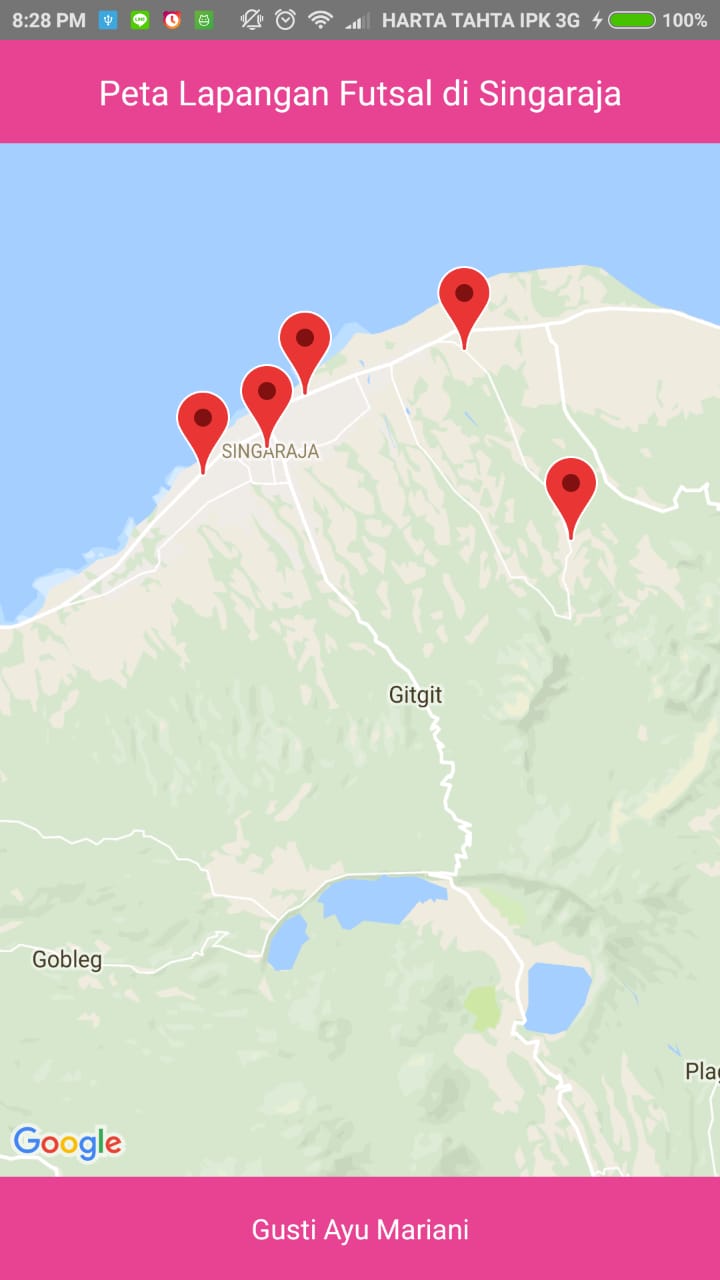 8:28 PM HARTA TAHTA IPK 3G 100%
Peta Lapangan Futsal di Singaraja
SINGARAJA
Gitgit
Gobleg
Plag
Google
Gusti Ayu Mariani